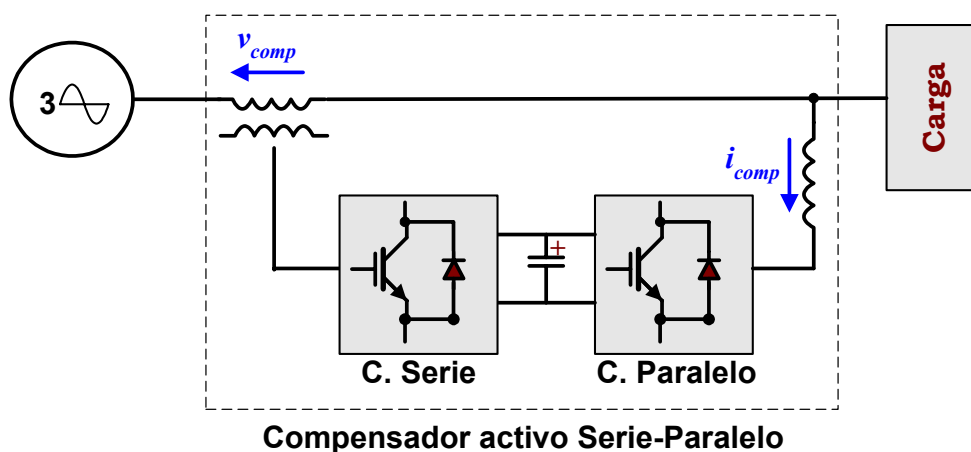 v_comp
3
i_comp
Carga
+
C. Serie
C. Paralelo
Compensador activo Serie-Paralelo